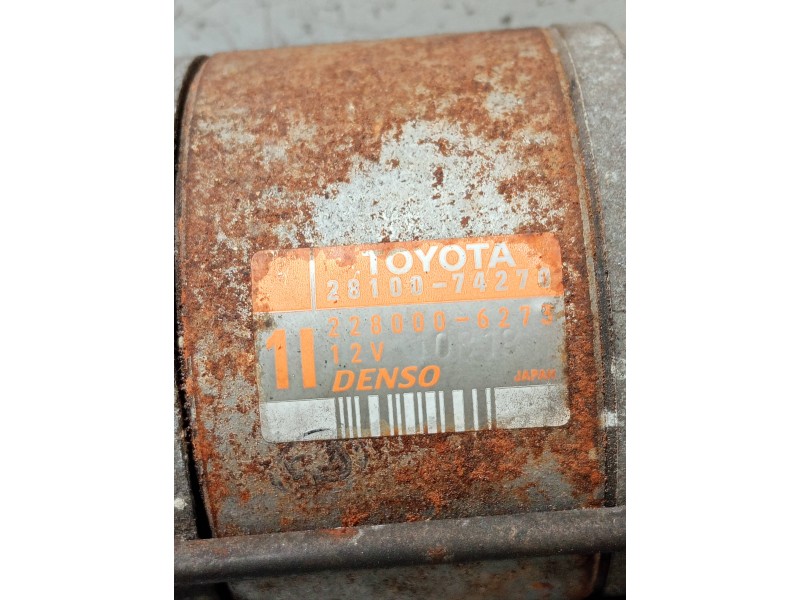 TOYOTA
28100-74270
228000-6273
12V
1I
DENSO
JAPAN